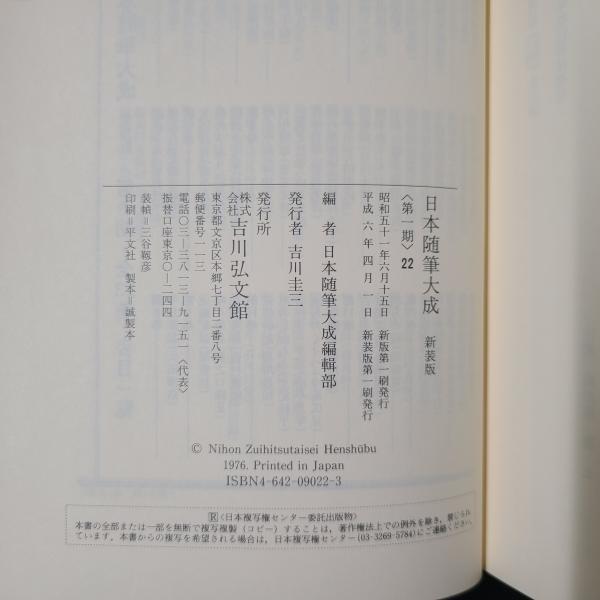 日本随筆大成 新装版
〈第一期〉22
昭和五十一年六月十五日 新版第一刷発行
平成六年四月一日 新装版第一刷発行
編者 日本随筆大成編輯部
発行者 吉川圭三
発行所
株式会社 吉川弘文館
東京都文京区本郷七丁目二番八号
郵便番号一一三
電話〇三―三八一三―九一五一〈代表〉
振替口座東京〇―二四四
装幀=三谷靱彦
印刷=平文社 製本=誠製本
© Nihon Zuihitsutaisei Henshūbu
1976. Printed in Japan
ISBN4-642-09022-3
R〈日本複写権センター委託出版物〉
本書の全部または一部を無断で複写複製（コピー）することは，著作権法上での例外を除き，禁じられ
ています．本書からの複写を希望される場合は，日本複写権センター(03-3269-5784)にご連絡ください．